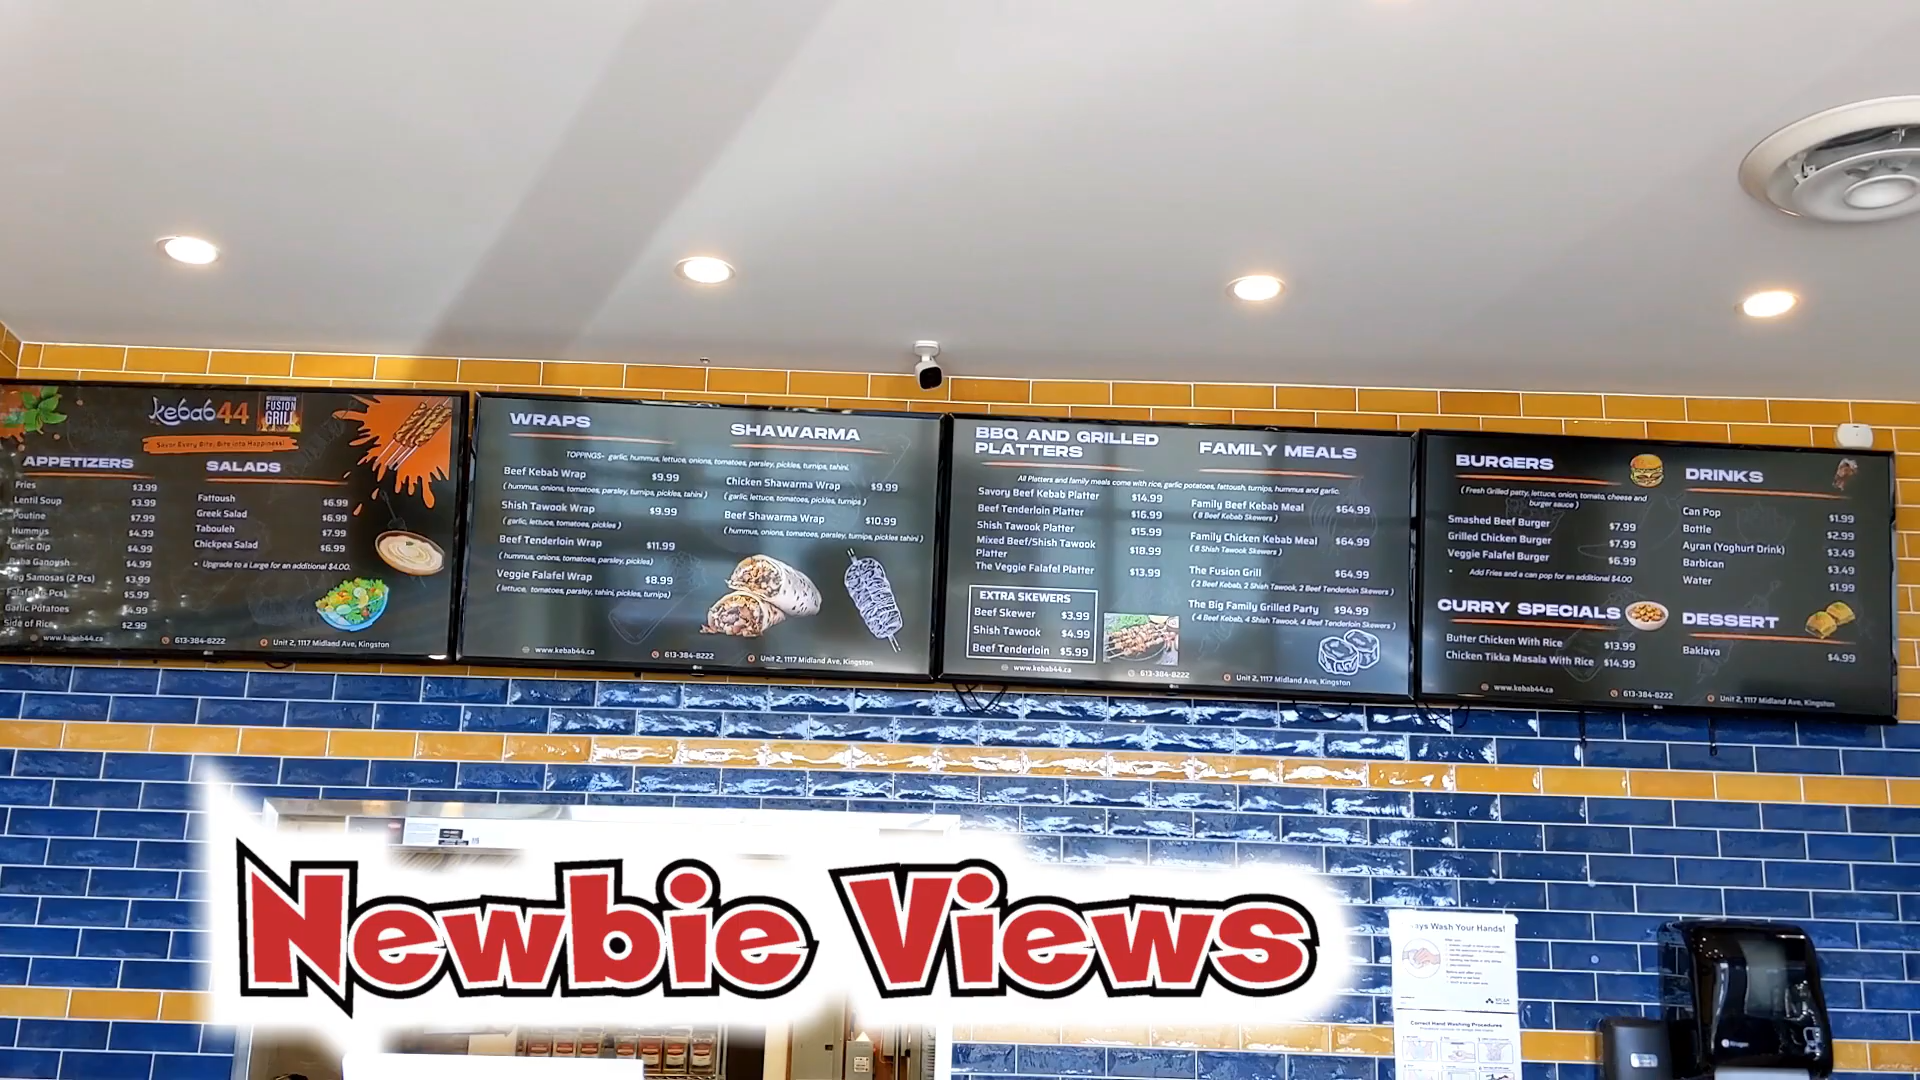 kebab44
MEDITERRANEAN
FUSION
GRILL
Savor Every Bite, Bite into Happiness!
APPETIZERS
Fries $3.99
Lentil Soup $3.99
Poutine $7.99
Hummus $4.99
Garlic Dip $4.99
Baba Ganoush $4.99
Veg Samosas (2 Pcs) $3.99
Falafel Pcs) $5.99
Garlic Potatoes $4.99
Side of Rice $2.99
SALADS
Fattoush $6.99
Greek Salad $6.99
Tabouleh $7.99
Chickpea Salad $6.99
• Upgrade to a Large for an additional $4.00.
www.kebab44.ca 613-384-8222 Unit 2, 1117 Midland Ave, Kingston
WRAPS
SHAWARMA
TOPPINGS- garlic, hummus, lettuce, onions, tomatoes, parsley, pickles, turnips, tahini.
Beef Kebab Wrap $9.99
( hummus, onions, tomatoes, parsley, turnips, pickles, tahini )
Shish Tawook Wrap $9.99
( garlic, lettuce, tomatoes, pickles )
Beef Tenderloin Wrap $11.99
( hummus, onions, tomatoes, parsley, pickles)
Veggie Falafel Wrap $8.99
( lettuce, tomatoes, parsley, tahini, pickles, turnips)
Chicken Shawarma Wrap $9.99
( garlic, lettuce, tomatoes, pickles, turnips )
Beef Shawarma Wrap $10.99
( hummus, onions, tomatoes, parsley, turnips, pickles tahini )
www.kebab44.ca 613-384-8222 Unit 2, 1117 Midland Ave, Kingston
BBQ AND GRILLED
PLATTERS
FAMILY MEALS
All Platters and family meals come with rice, garlic potatoes, fattoush, turnips, hummus and garlic.
Savory Beef Kebab Platter $14.99
Beef Tenderloin Platter $16.99
Shish Tawook Platter $15.99
Mixed Beef/Shish Tawook
Platter $18.99
The Veggie Falafel Platter $13.99
EXTRA SKEWERS
Beef Skewer $3.99
Shish Tawook $4.99
Beef Tenderloin $5.99
Family Beef Kebab Meal $64.99
( 8 Beef Kebab Skewers )
Family Chicken Kebab Meal $64.99
( 8 Shish Tawook Skewers )
The Fusion Grill $64.99
( 2 Beef Kebab, 2 Shish Tawook, 2 Beef Tenderloin Skewers )
The Big Family Grilled Party $94.99
( 4 Beef Kebab, 4 Shish Tawook, 4 Beef Tenderloin Skewers )
www.kebab44.ca 613-384-8222 Unit 2, 1117 Midland Ave, Kingston
BURGERS
( Fresh Grilled patty, lettuce, onion, tomato, cheese and
burger sauce )
Smashed Beef Burger $7.99
Grilled Chicken Burger $7.99
Veggie Falafel Burger $6.99
• Add Fries and a can pop for an additional $4.00
CURRY SPECIALS
Butter Chicken With Rice $13.99
Chicken Tikka Masala With Rice $14.99
DRINKS
Can Pop $1.99
Bottle $2.99
Ayran (Yoghurt Drink) $3.49
Barbican $3.49
Water $1.99
DESSERT
Baklava $4.99
www.kebab44.ca 613-384-8222 Unit 2, 1117 Midland Ave, Kingston
Newbie Views
ays Wash Your Hands!
Correct Hand Washing Procedures